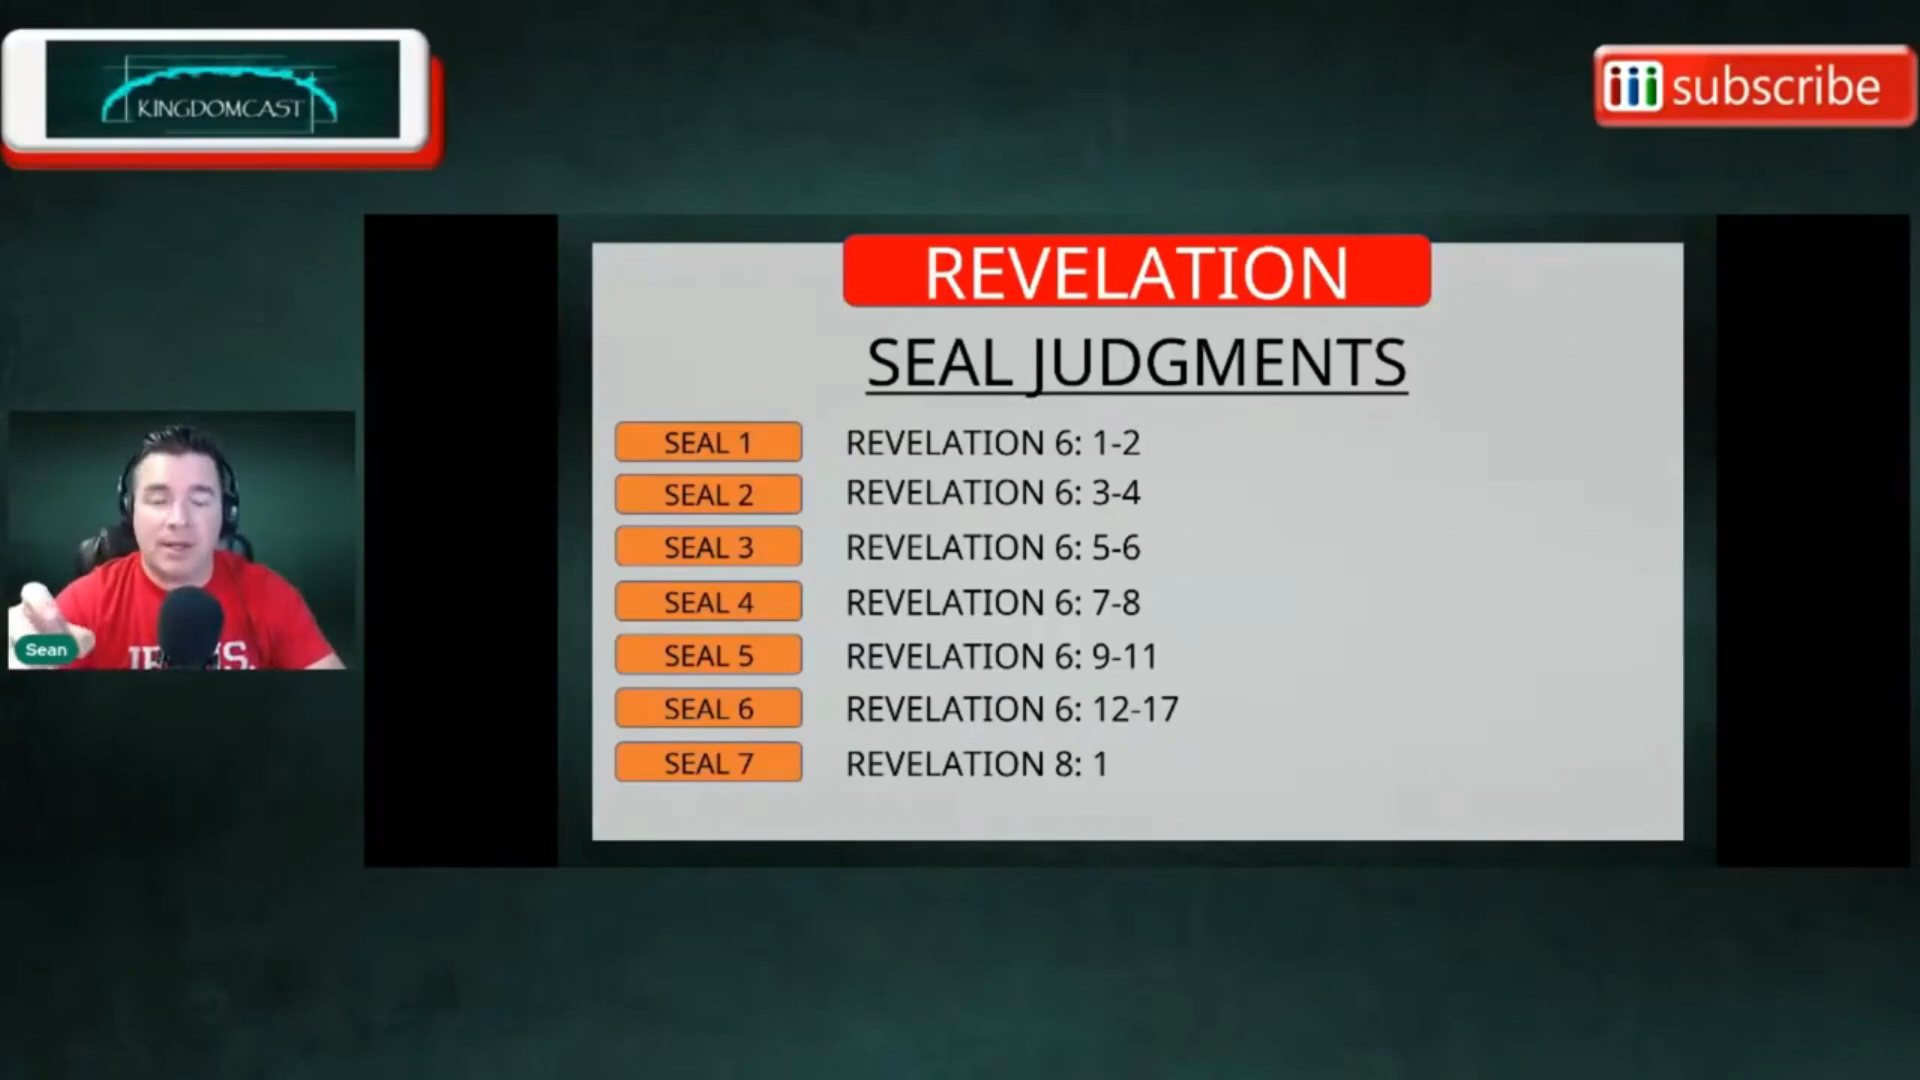 KINGDOMCAST
subscribe
REVELATION
SEAL JUDGMENTS
SEAL 1 REVELATION 6: 1-2
SEAL 2 REVELATION 6: 3-4
SEAL 3 REVELATION 6: 5-6
SEAL 4 REVELATION 6: 7-8
SEAL 5 REVELATION 6: 9-11
SEAL 6 REVELATION 6: 12-17
SEAL 7 REVELATION 8: 1
Sean